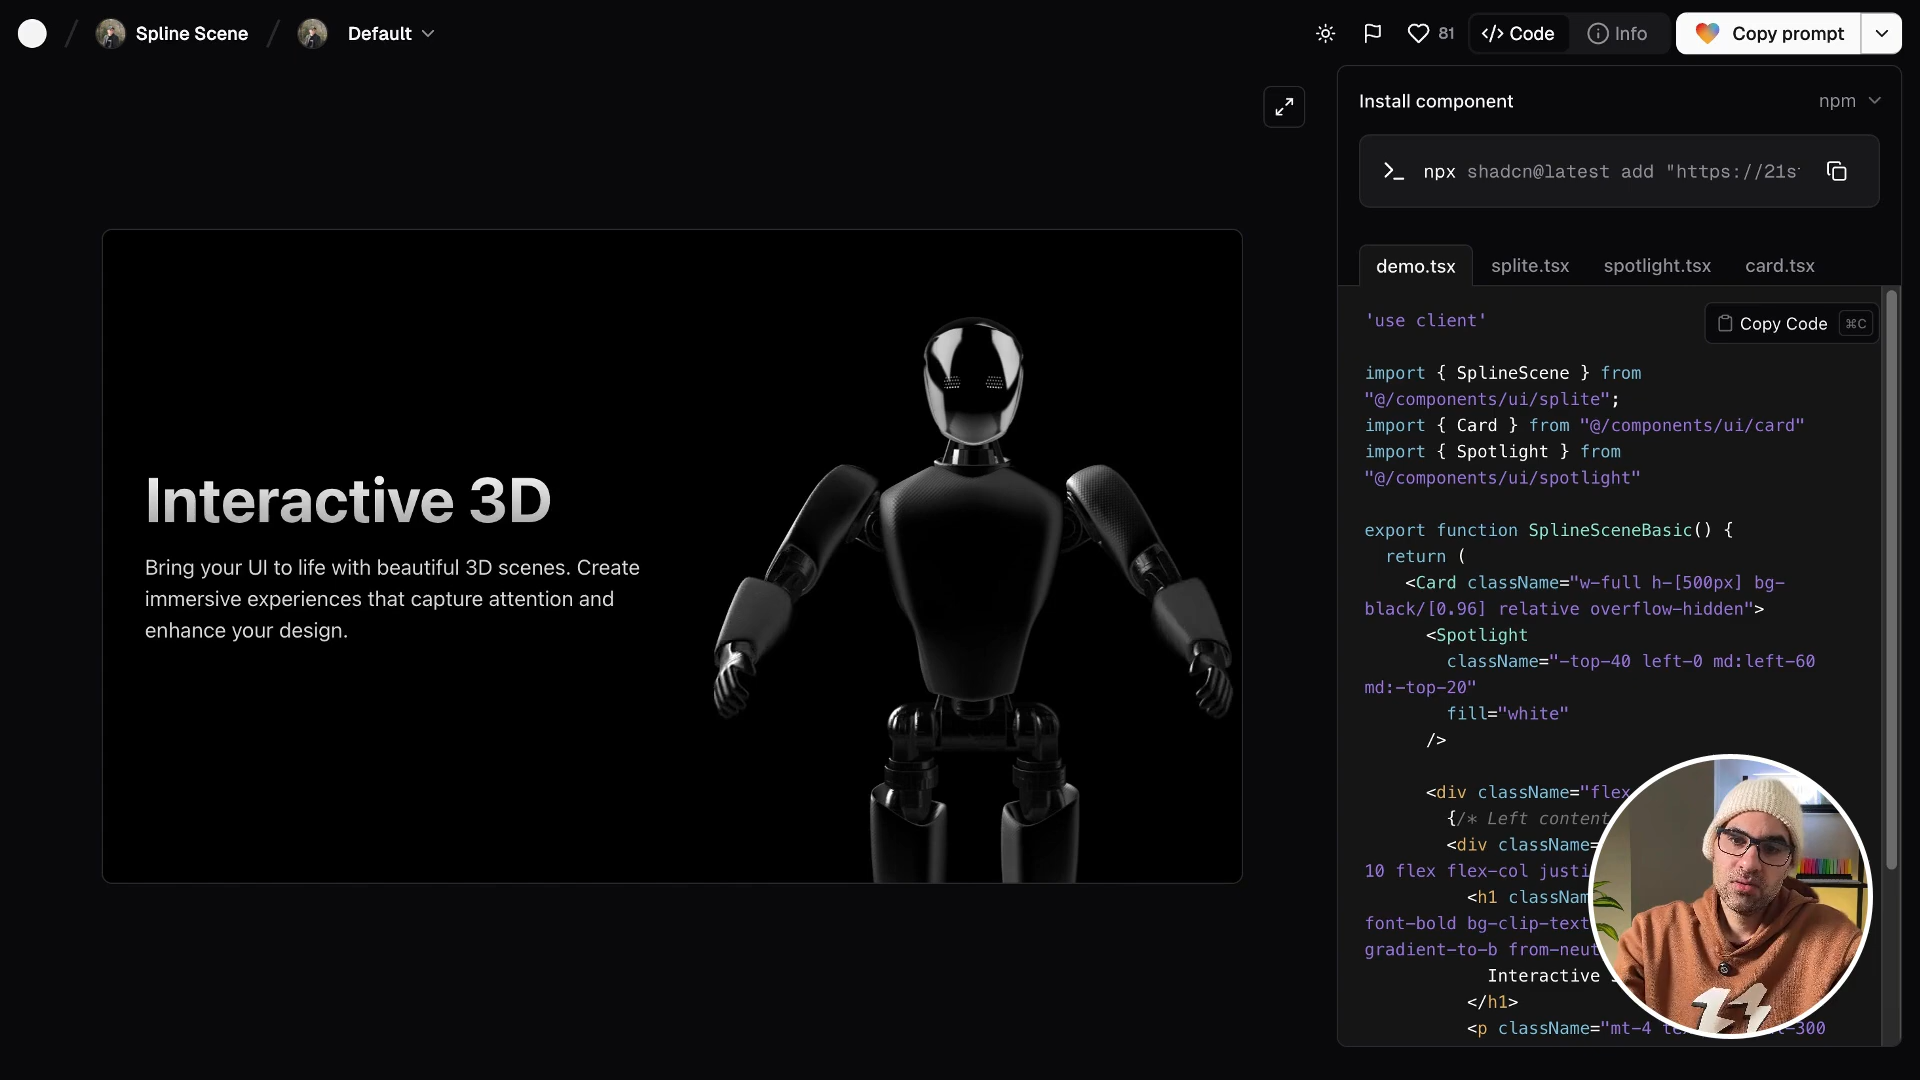 Spline Scene
Default
81
Code
Info
Copy prompt
Install component
npm
npx shadcn@latest add "https://21s
demo.tsx
splite.tsx
spotlight.tsx
card.tsx
Copy Code ⌘C
'use client'
import { SplineScene } from
"@/components/ui/splite";
import { Card } from "@/components/ui/card"
import { Spotlight } from
"@/components/ui/spotlight"
export function SplineSceneBasic() {
return (
<Card className="w-full h-[500px] bg-
black/[0.96] relative overflow-hidden">
<Spotlight
className="-top-40 left-0 md:left-60
md:-top-20"
fill="white"
/>
<div className="flex
{/* Left content
<div className=
10 flex flex-col justi
<h1 classNam
font-bold bg-clip-text
gradient-to-b from-neut
Interactive
</h1>
<p className="mt-4 -300
Interactive 3D
Bring your UI to life with beautiful 3D scenes. Create
immersive experiences that capture attention and
enhance your design.